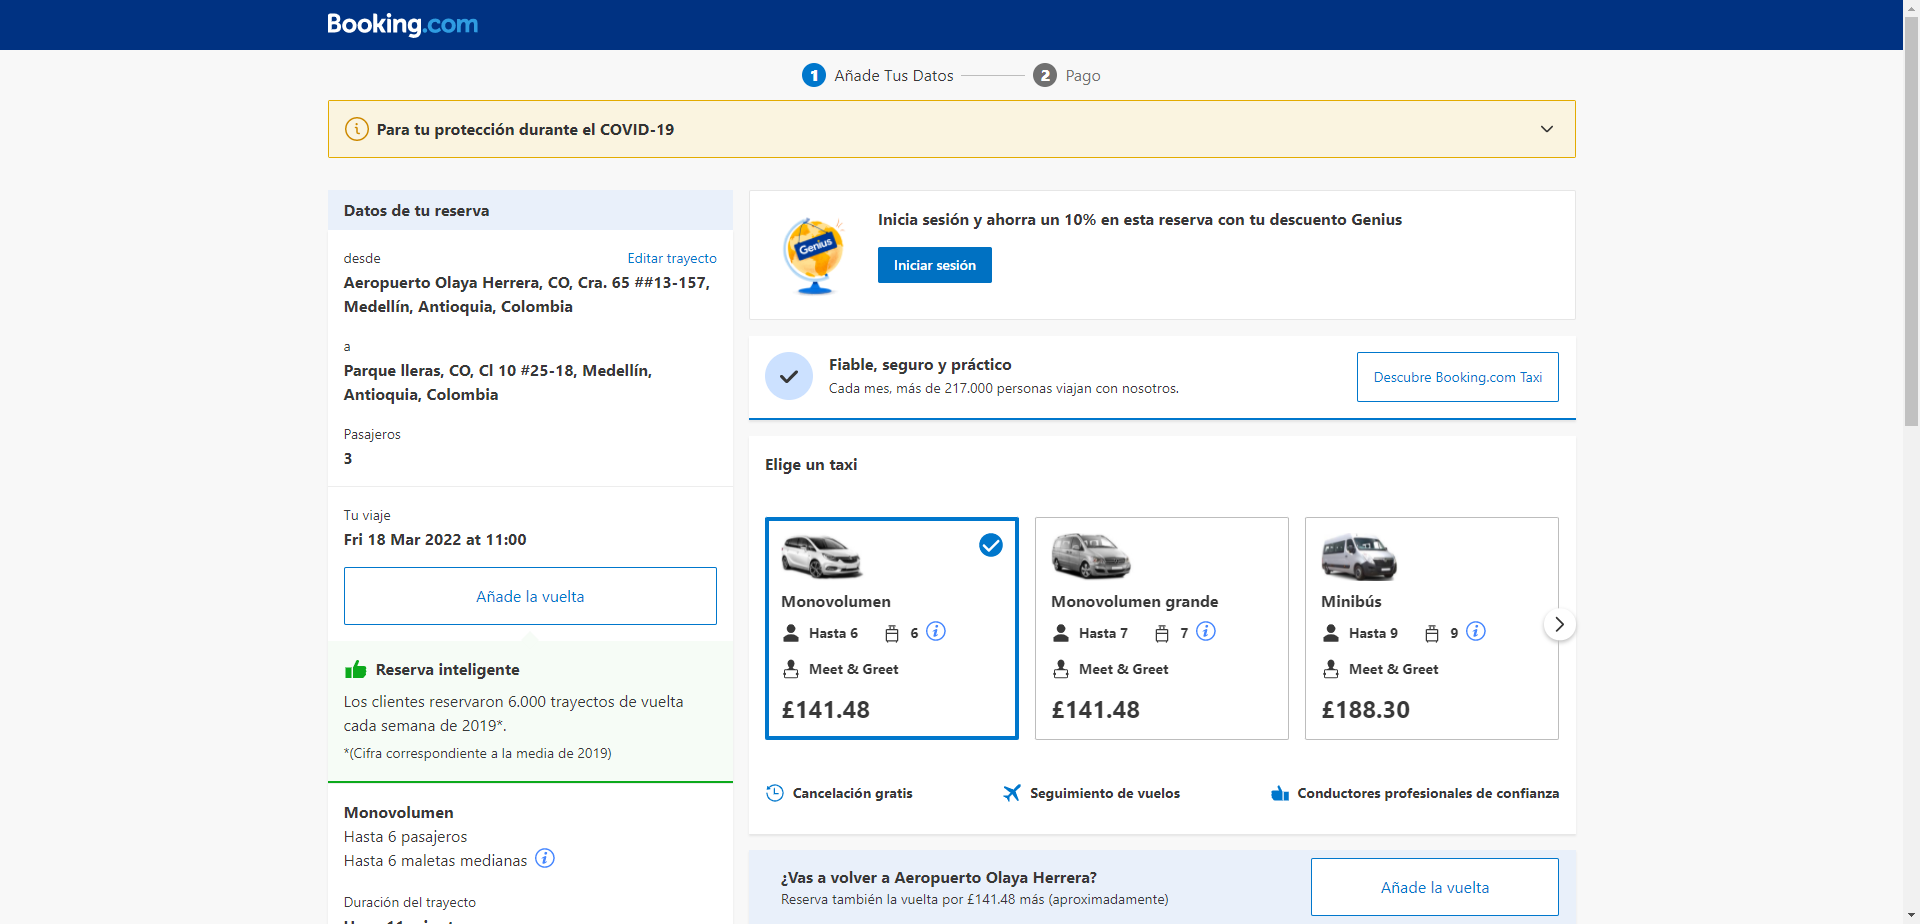 Booking.com
1 Añade Tus Datos
2 Pago
Para tu protección durante el COVID-19
Datos de tu reserva
desde
Editar trayecto
Aeropuerto Olaya Herrera, CO, Cra. 65 ##13-157,
Medellín, Antioquia, Colombia
a
Parque lleras, CO, Cl 10 #25-18, Medellín,
Antioquia, Colombia
Pasajeros
3
Tu viaje
Fri 18 Mar 2022 at 11:00
Añade la vuelta
Reserva inteligente
Los clientes reservaron 6.000 trayectos de vuelta
cada semana de 2019*.
*(Cifra correspondiente a la media de 2019)
Monovolumen
Hasta 6 pasajeros
Hasta 6 maletas medianas
Duración del trayecto
Genius
Inicia sesión y ahorra un 10% en esta reserva con tu descuento Genius
Iniciar sesión
Fiable, seguro y práctico
Cada mes, más de 217.000 personas viajan con nosotros.
Descubre Booking.com Taxi
Elige un taxi
Monovolumen
Hasta 6 6
Meet & Greet
£141.48
Monovolumen grande
Hasta 7 7
Meet & Greet
£141.48
Minibús
Hasta 9 9
Meet & Greet
£188.30
Cancelación gratis
Seguimiento de vuelos
Conductores profesionales de confianza
¿Vas a volver a Aeropuerto Olaya Herrera?
Reserva también la vuelta por £141.48 más (aproximadamente)
Añade la vuelta